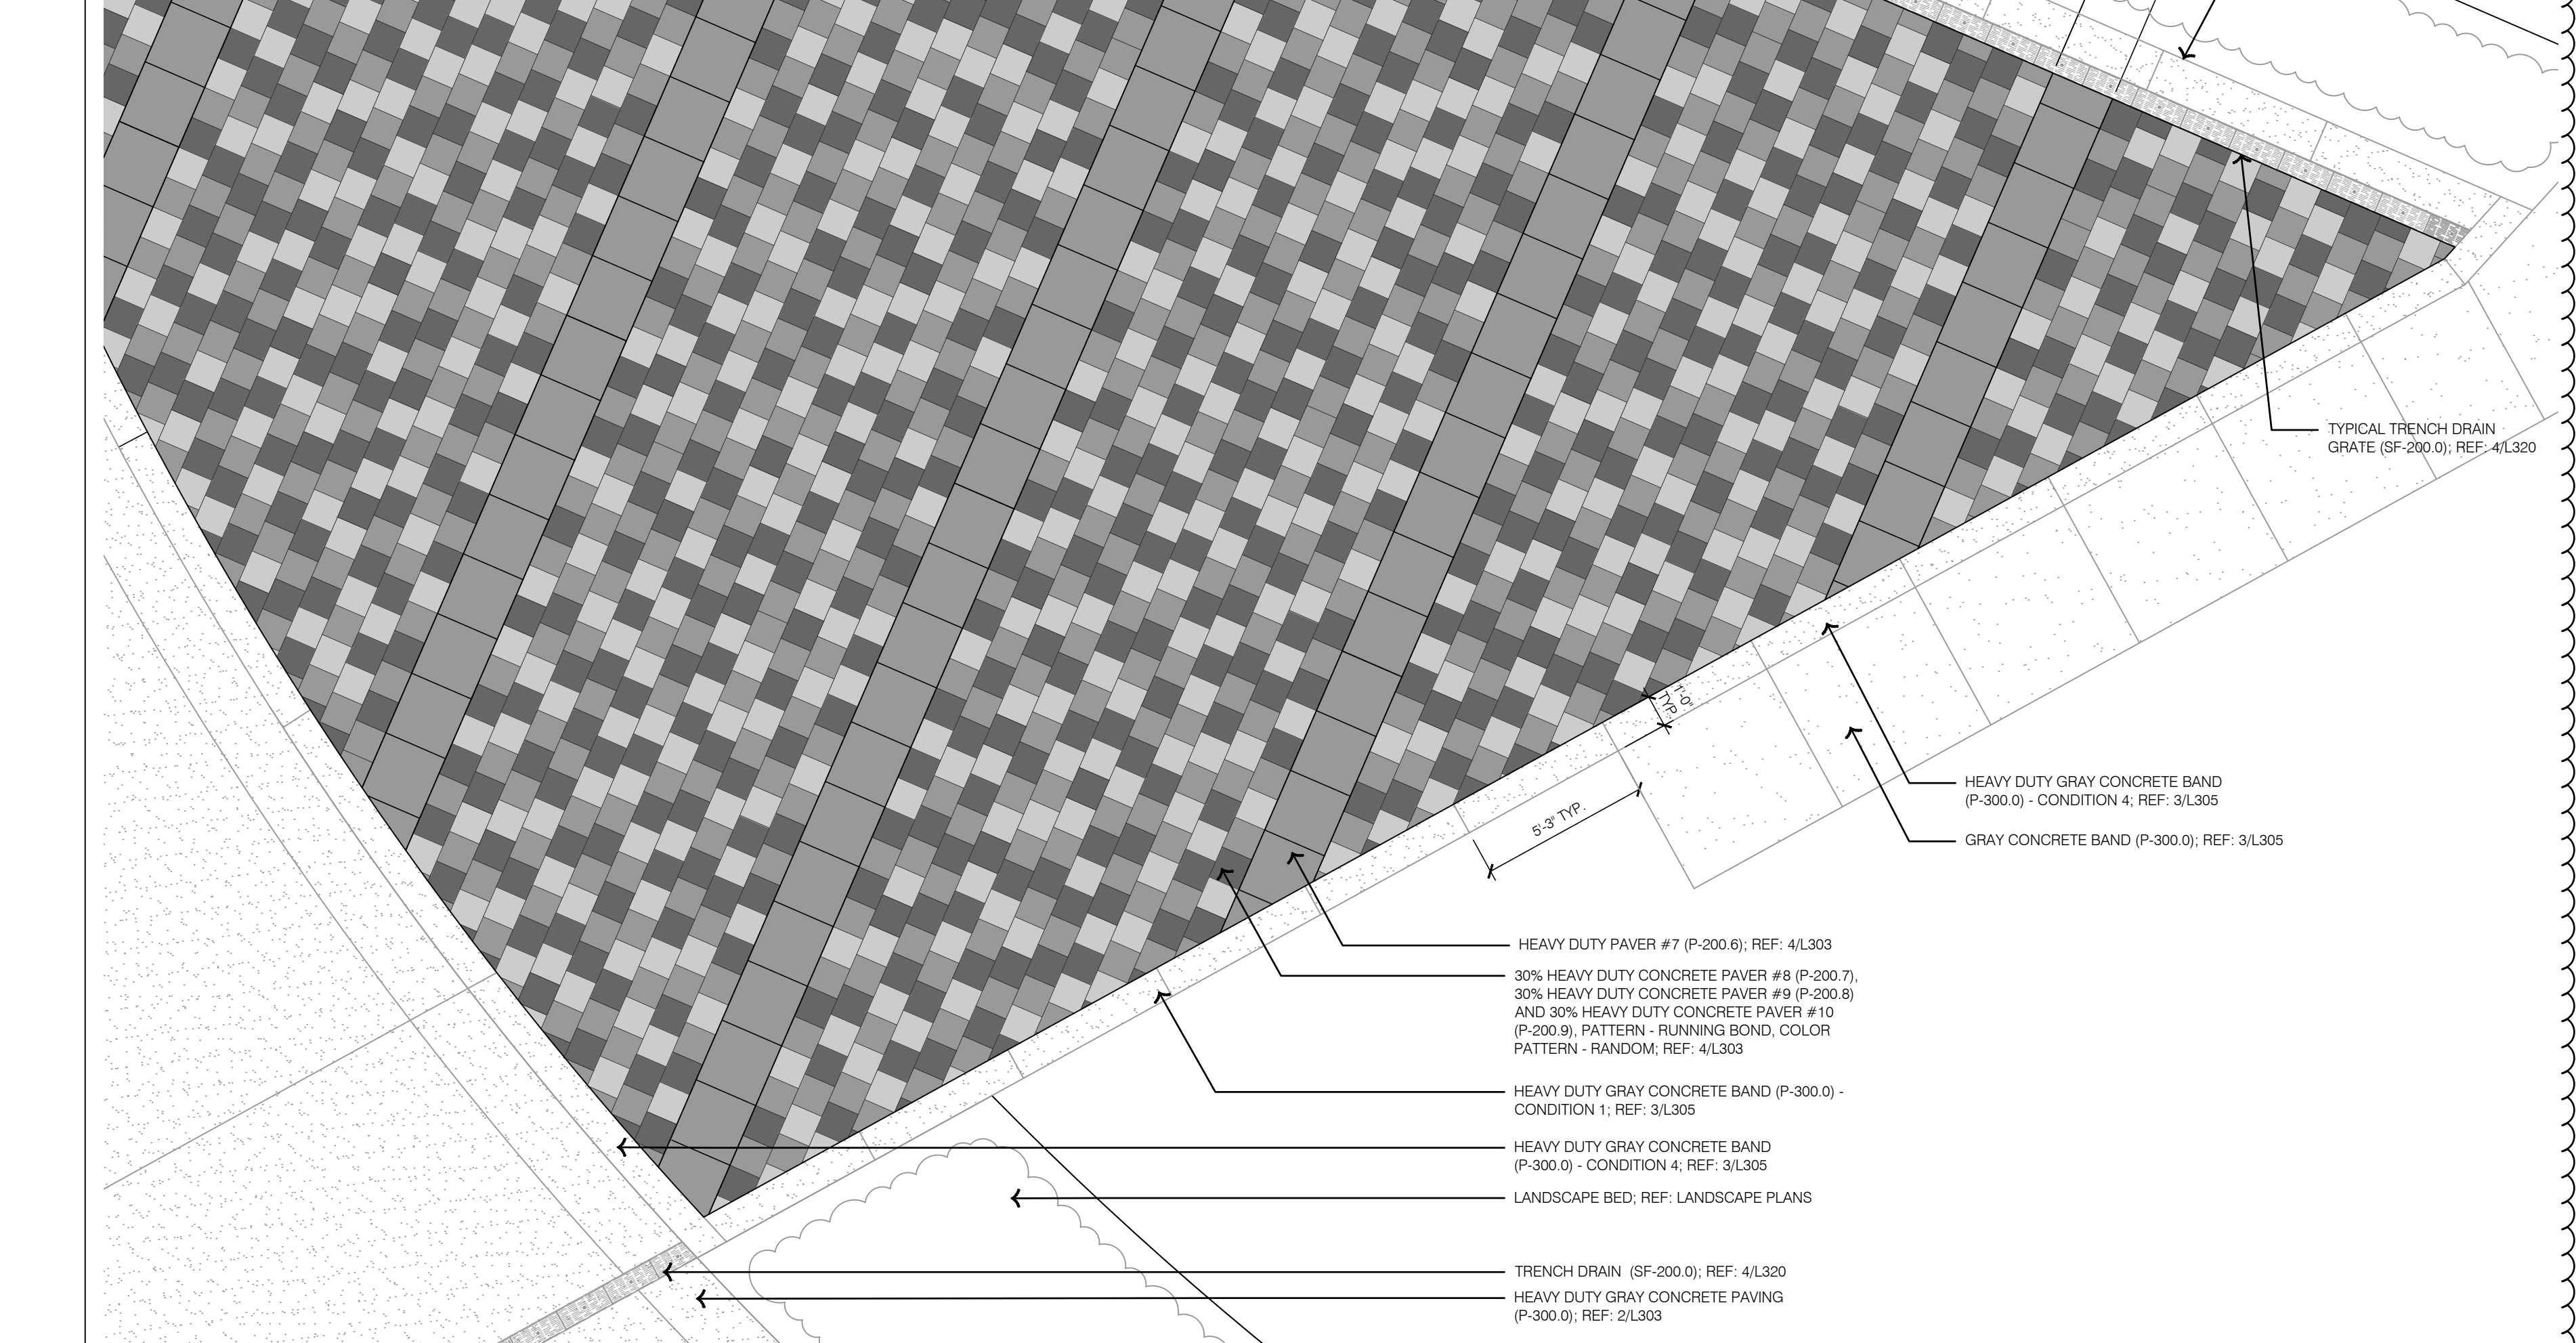 TYPICAL TRENCH DRAIN
GRATE (SF-200.0); REF: 4/L320
1'-0"
TYP.
5'-3" TYP.
HEAVY DUTY GRAY CONCRETE BAND
(P-300.0) - CONDITION 4; REF: 3/L305
GRAY CONCRETE BAND (P-300.0); REF: 3/L305
HEAVY DUTY PAVER #7 (P-200.6); REF: 4/L303
30% HEAVY DUTY CONCRETE PAVER #8 (P-200.7),
30% HEAVY DUTY CONCRETE PAVER #9 (P-200.8)
AND 30% HEAVY DUTY CONCRETE PAVER #10
(P-200.9), PATTERN - RUNNING BOND, COLOR
PATTERN - RANDOM; REF: 4/L303
HEAVY DUTY GRAY CONCRETE BAND (P-300.0) -
CONDITION 1; REF: 3/L305
HEAVY DUTY GRAY CONCRETE BAND
(P-300.0) - CONDITION 4; REF: 3/L305
LANDSCAPE BED; REF: LANDSCAPE PLANS
TRENCH DRAIN  (SF-200.0); REF: 4/L320
HEAVY DUTY GRAY CONCRETE PAVING
(P-300.0); REF: 2/L303